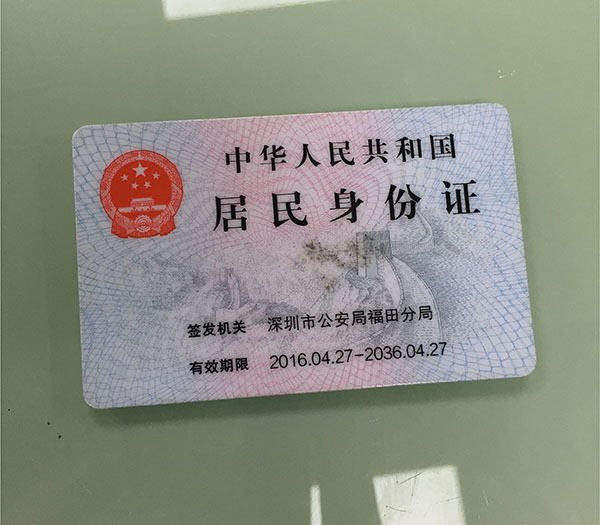 中华人民共和国
居民身份证
签发机关 深圳市公安局福田分局
有效期限 2016.04.27-2036.04.27